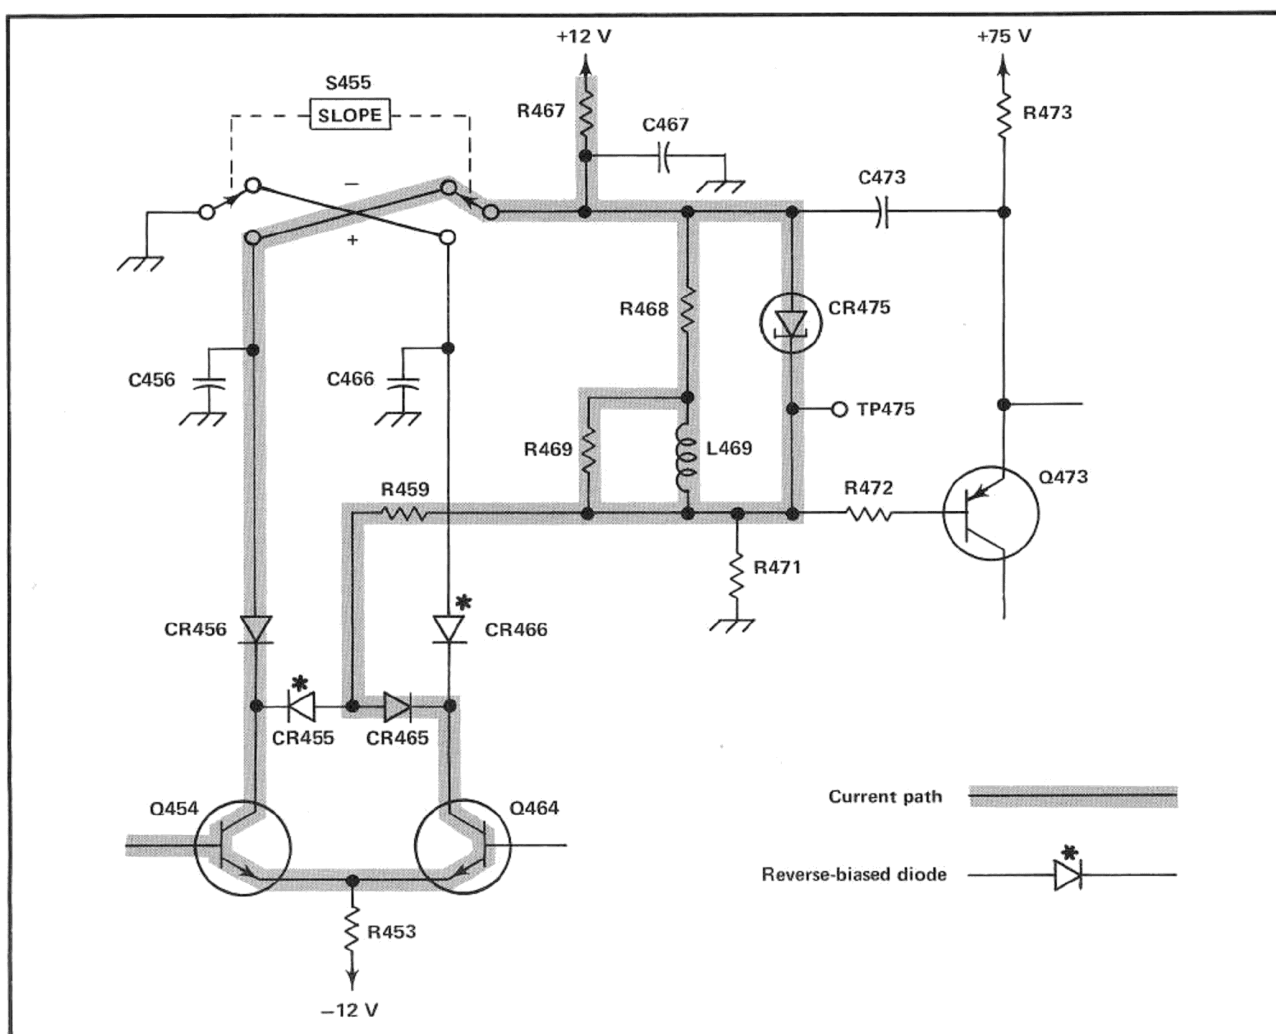 +12 V
+75 V
S455
SLOPE
R467
C467
R473
C473
−
+
R468
CR475
C456
C466
TP475
R469
L469
R459
R472
Q473
R471
CR456
*
CR466
*
CR455
CR465
Q454
Q464
Current path
*
Reverse-biased diode
R453
−12 V